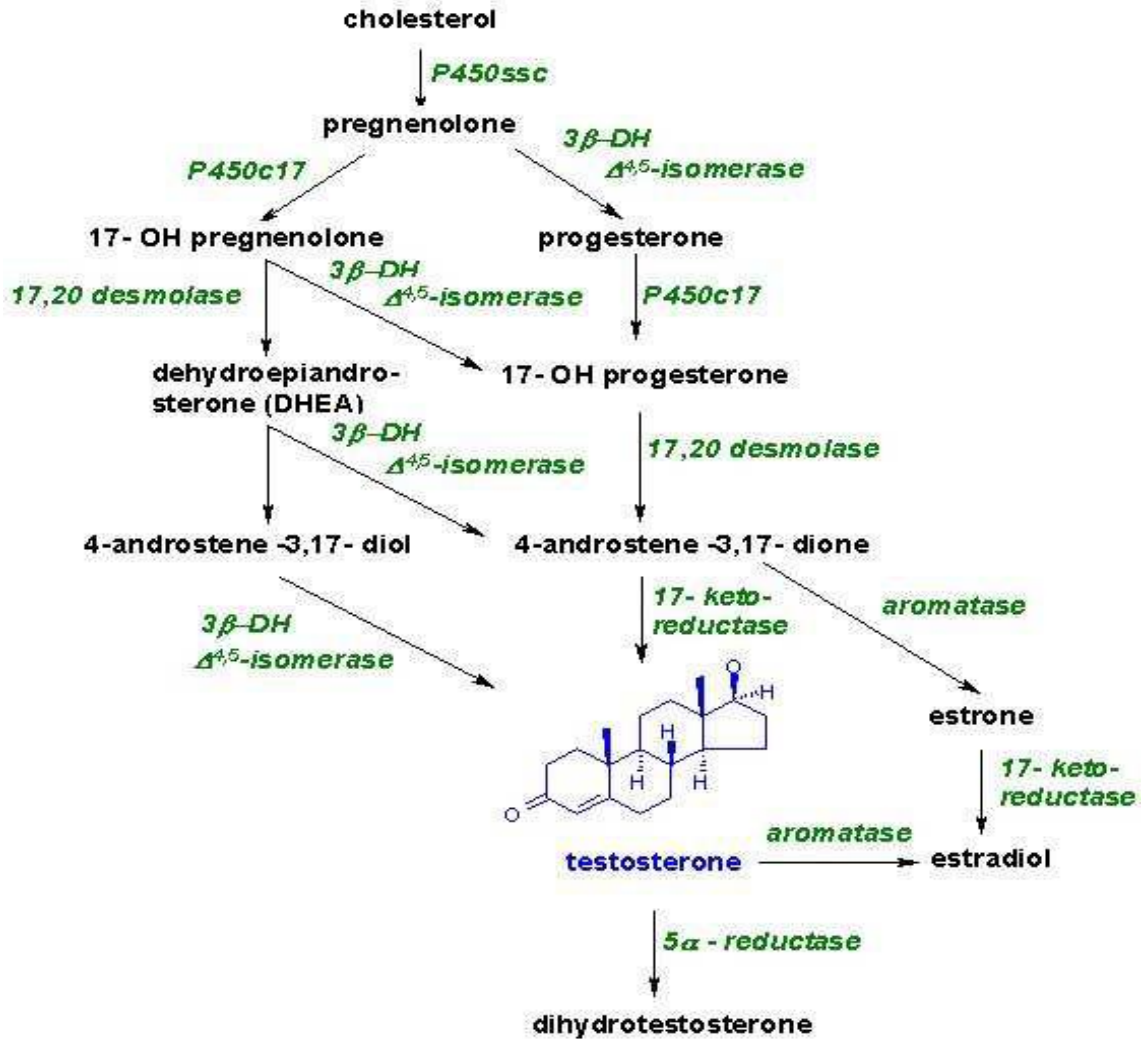 cholesterol
P450ssc
pregnenolone
3β–DH
Δ4,5-isomerase
P450c17
17- OH pregnenolone
progesterone
3β–DH
Δ4,5-isomerase
17,20 desmolase
P450c17
dehydroepiandro-
sterone (DHEA)
17- OH progesterone
3β–DH
Δ4,5-isomerase
17,20 desmolase
4-androstene -3,17- diol
4-androstene -3,17- dione
17- keto-
reductase
aromatase
3β–DH
Δ4,5-isomerase
O
H
H
H
H
O
estrone
17- keto-
reductase
testosterone
aromatase
estradiol
5α - reductase
dihydrotestosterone